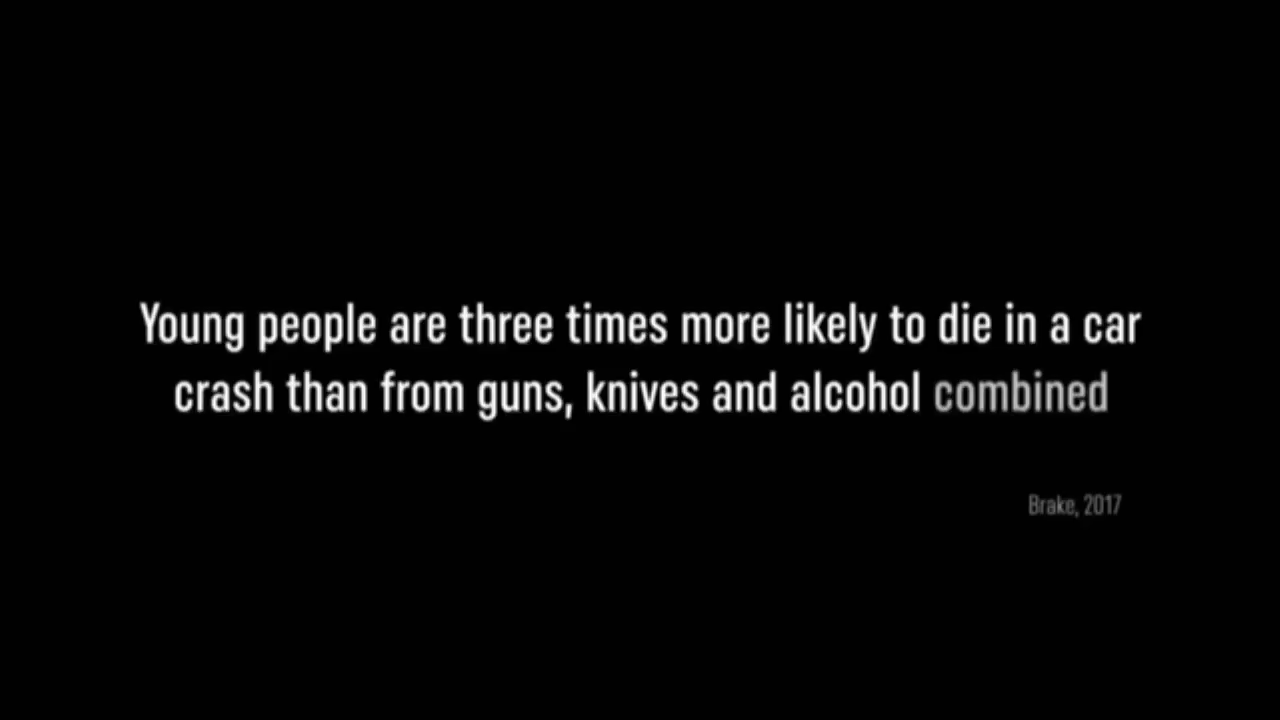 Young people are three times more likely to die in a car
crash than from guns, knives and alcohol combined
Brake, 2017